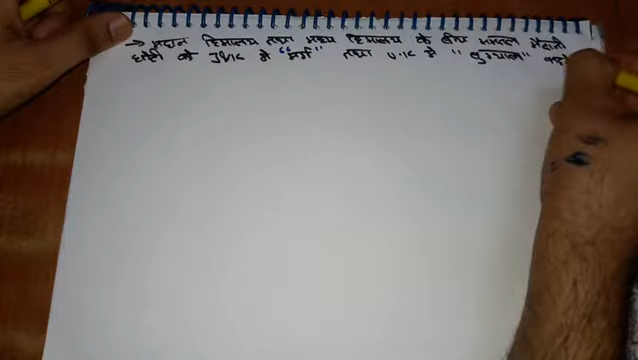 → महान हिमालय तथा मध्य हिमालय के बीच समतल मैदानी
को J&K में "मर्ग" तथा U.K में "बुग्याल"